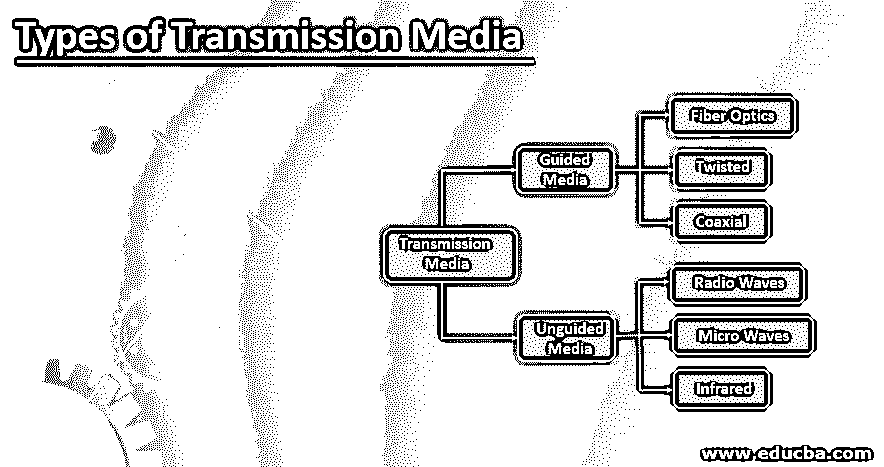 Types of Transmission Media
Fiber Optics
Guided
Media
Twisted
Coaxial
Transmission
Media
Radio Waves
Unguided
Media
Micro Waves
Infrared
www.educba.com